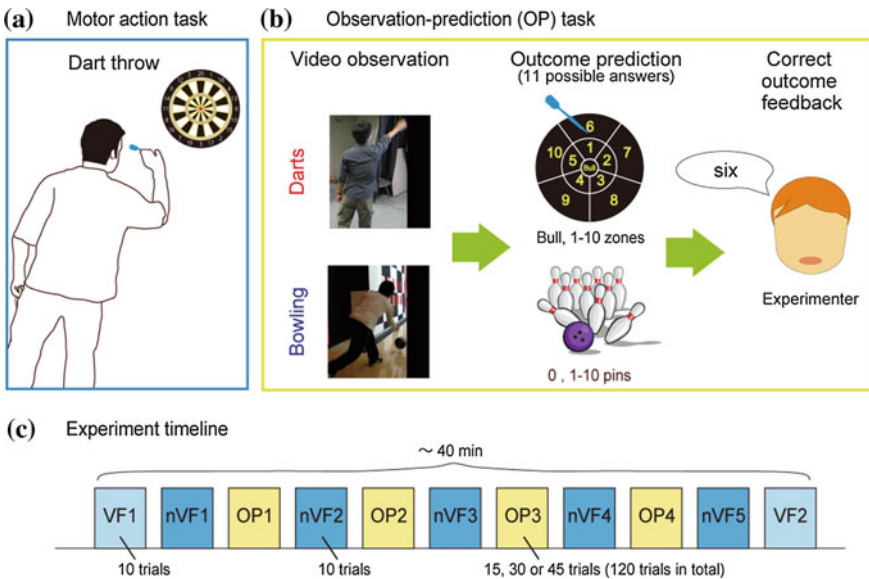 (a) Motor action task
Dart throw
(b) Observation-prediction (OP) task
Video observation
Outcome prediction
(11 possible answers)
Correct
outcome
feedback
Darts
6
10 1 7
5 2
Bull
4 3
9 8
six
Bull, 1-10 zones
Experimenter
Bowling
0 , 1-10 pins
(c) Experiment timeline
~ 40 min
VF1 nVF1 OP1 nVF2 OP2 nVF3 OP3 nVF4 OP4 nVF5 VF2
10 trials 10 trials 15, 30 or 45 trials (120 trials in total)